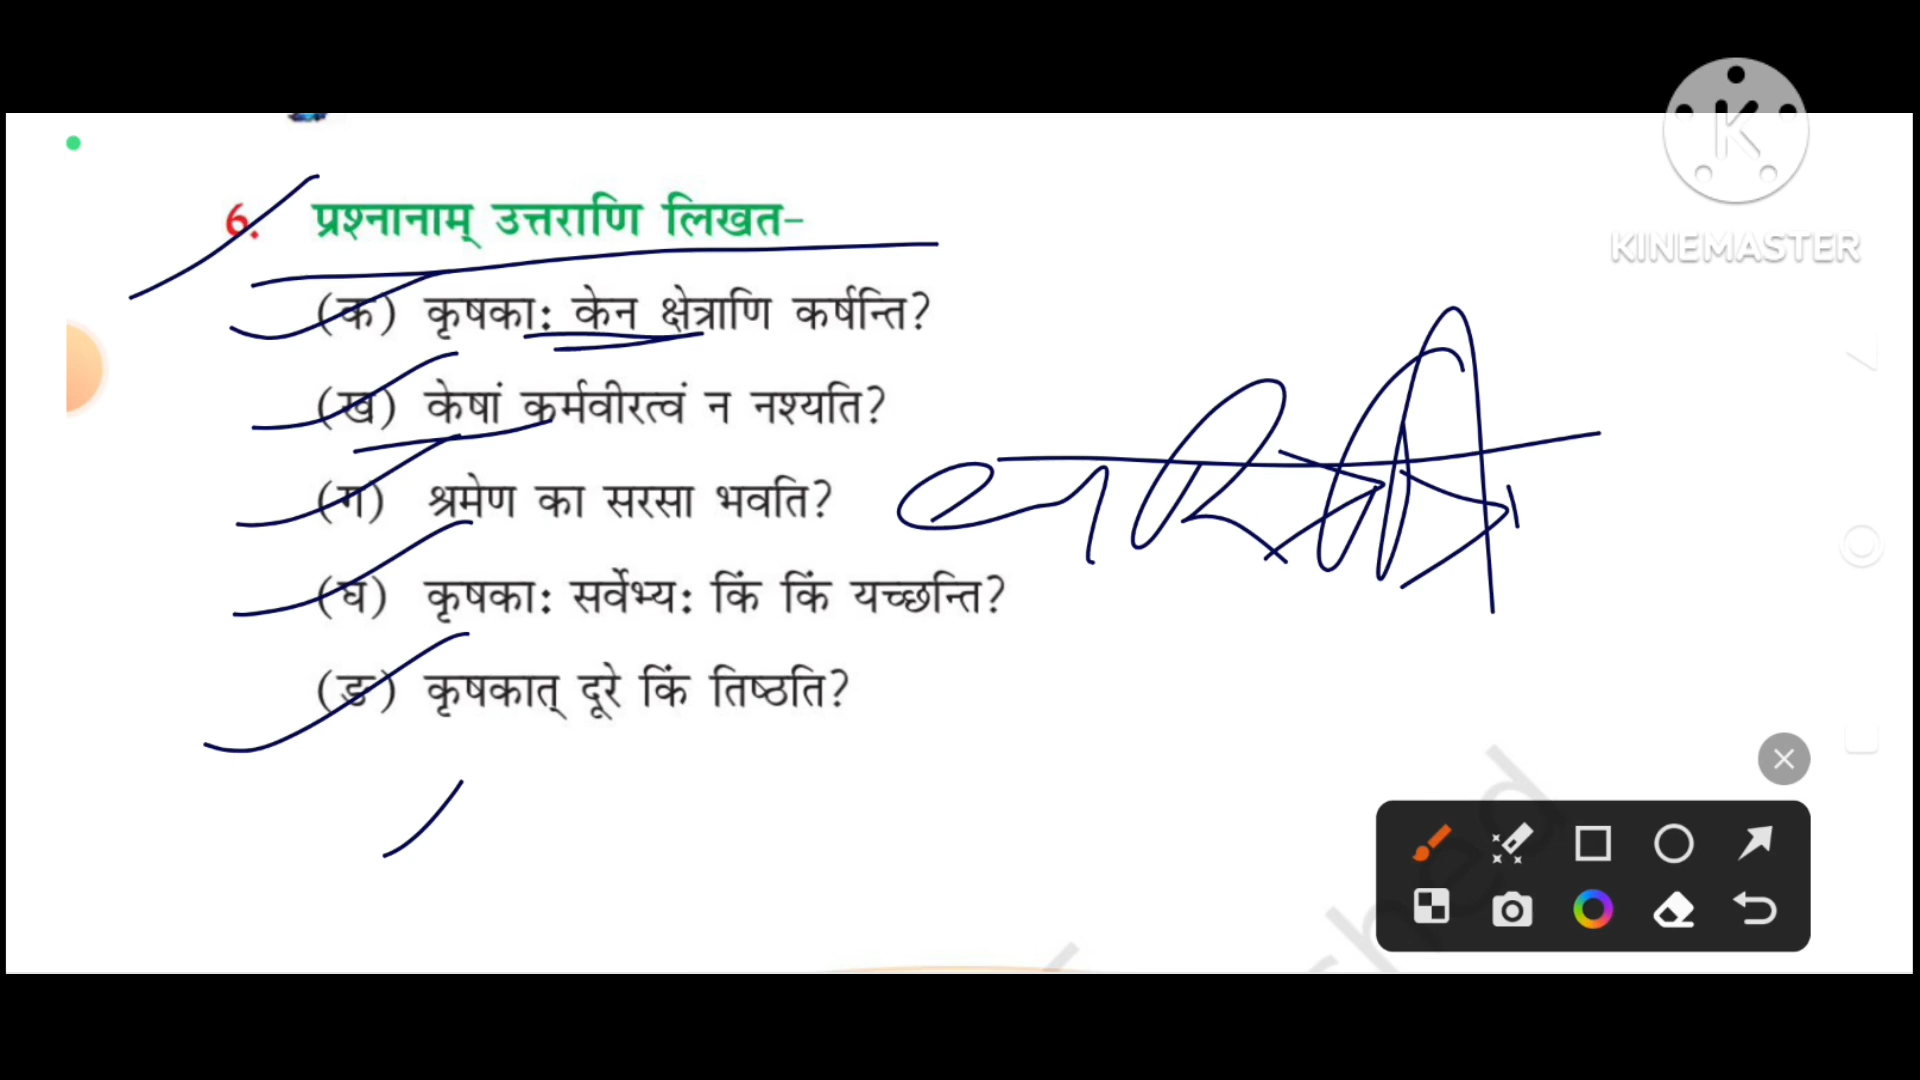 KINEMASTER
6. प्रश्नानाम् उत्तराणि लिखत-
(क) कृषका: केन क्षेत्राणि कर्षन्ति?
(ख) केषां कर्मवीरत्वं न नश्यति?
(ग) श्रमेण का सरसा भवति?
(घ) कृषका: सर्वेभ्य: किं किं यच्छन्ति?
(ङ) कृषकात् दूरे किं तिष्ठति?
shed